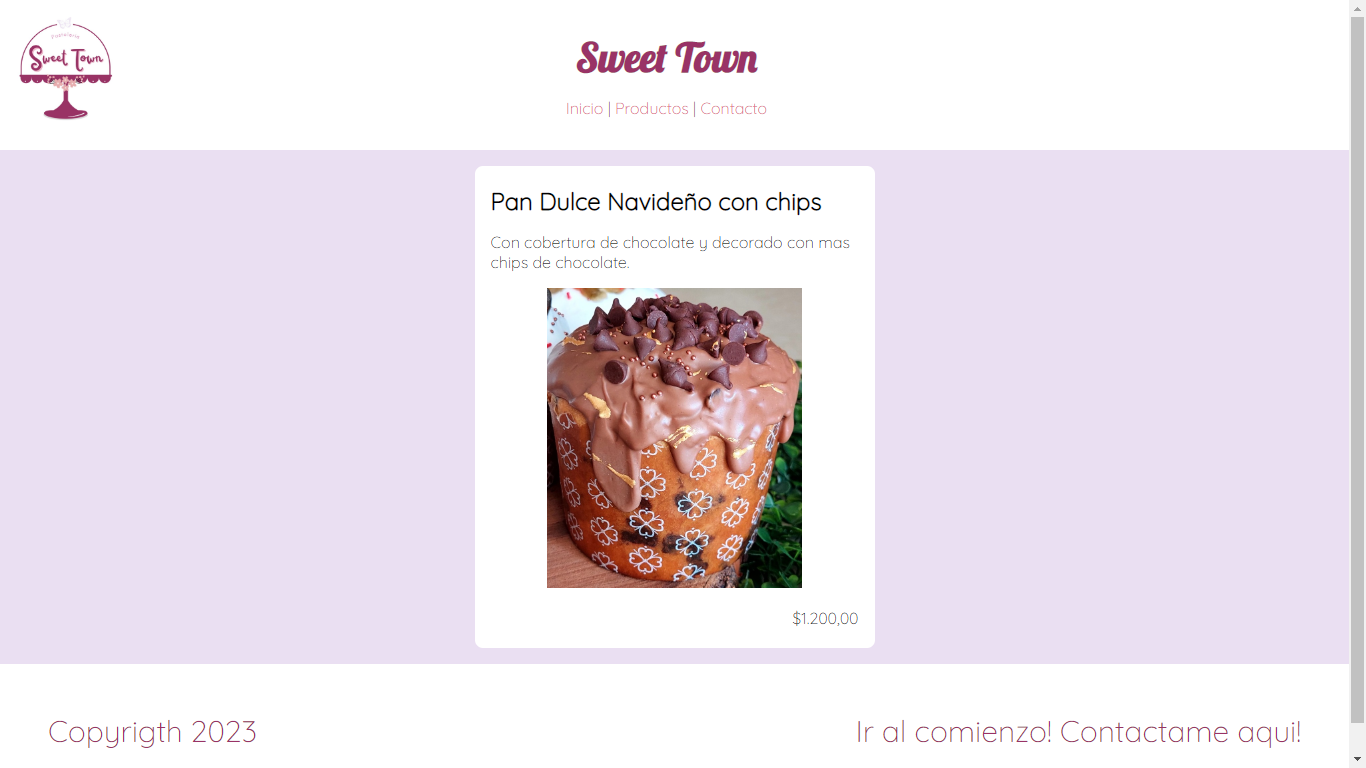 Pasteleria
Sweet Town
Sweet Town
Inicio | Productos | Contacto
Pan Dulce Navideño con chips
Con cobertura de chocolate y decorado con mas
chips de chocolate.
$1.200,00
Copyrigth 2023
Ir al comienzo! Contactame aqui!